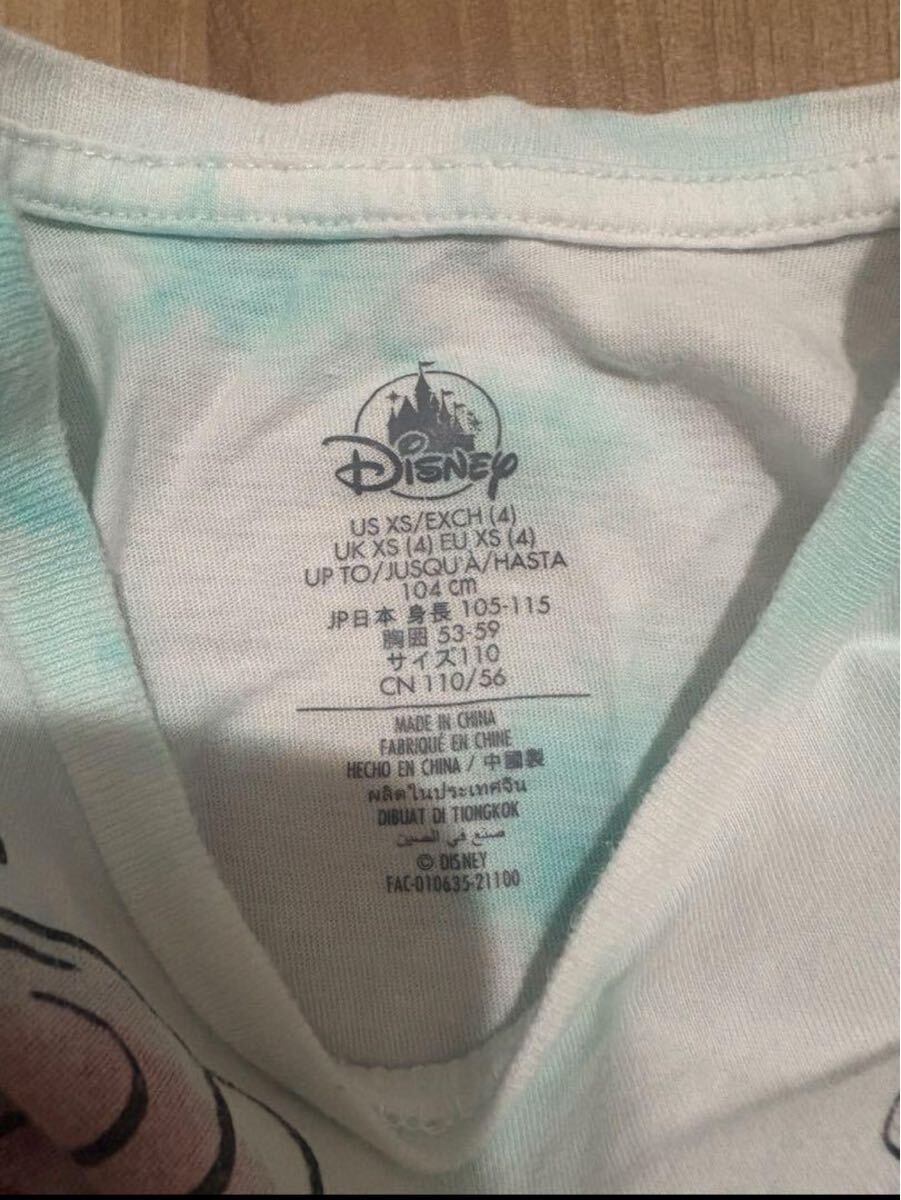 Disney
US XS/EXCH (4)
UK XS (4) EU XS (4)
UP TO/JUSQU'À/HASTA
104 cm
JP日本 身長 105-115
胸囲 53-59
サイズ110
CN 110/56
MADE IN CHINA
FABRIQUÉ EN CHINE
HECHO EN CHINA / 中國製
ผลิตในประเทศจีน
DIBUAT DI TIONGKOK
صنع في الصين
© DISNEY
FAC-010635-21100